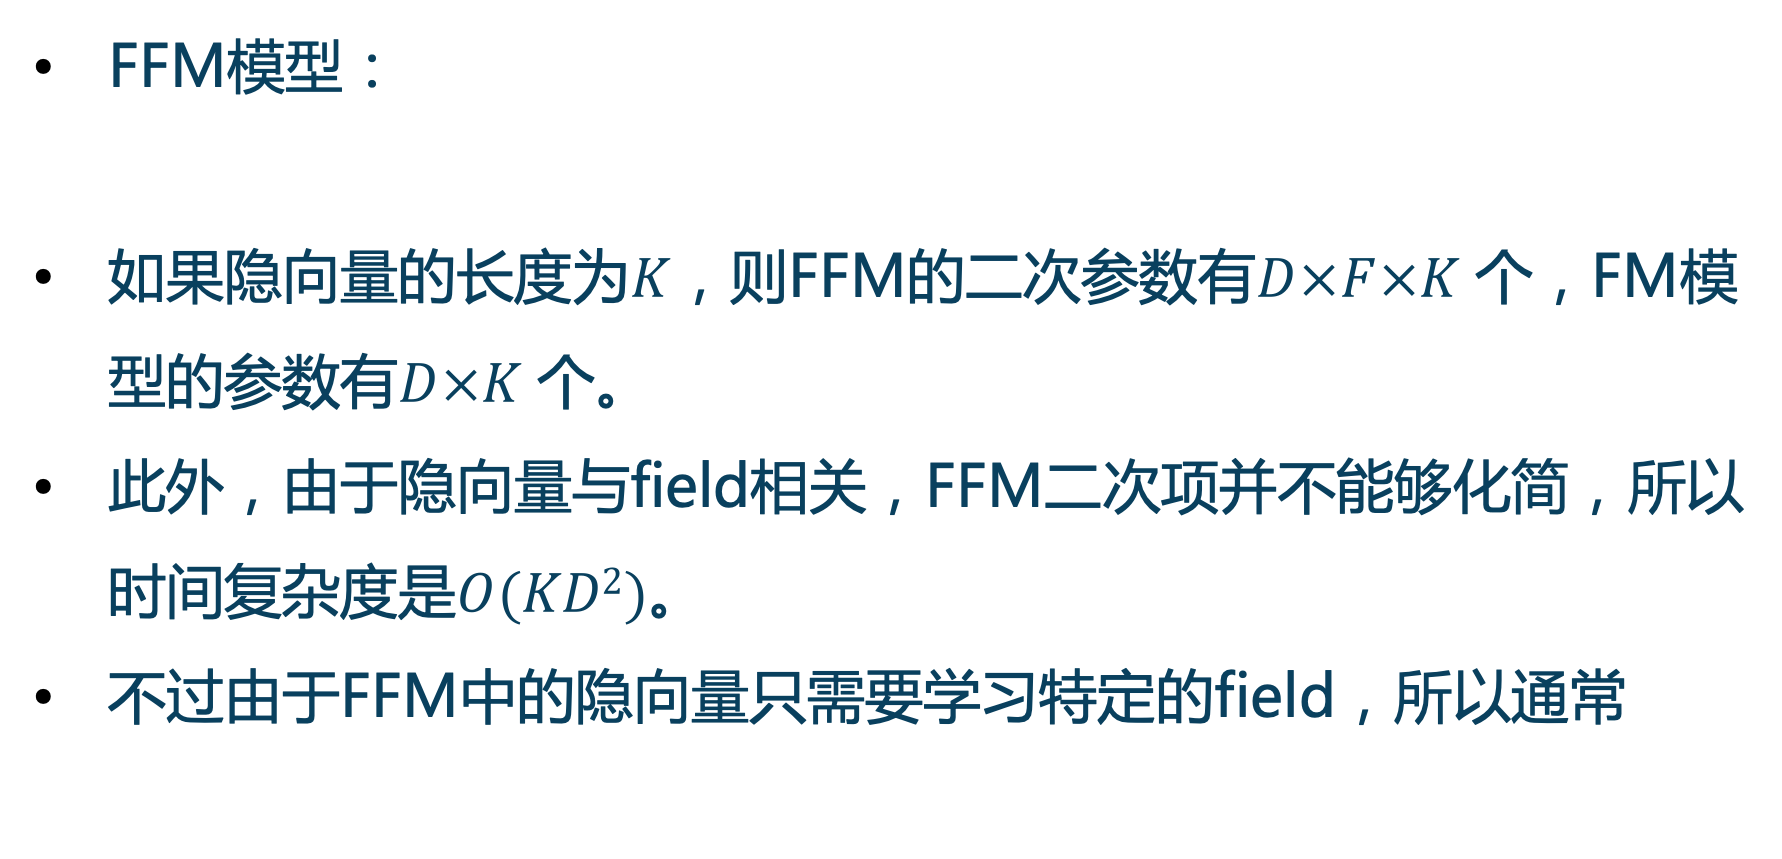 • FFM模型：
• 如果隐向量的长度为K，则FFM的二次参数有D×F×K 个，FM模
型的参数有D×K 个。
• 此外，由于隐向量与field相关，FFM二次项并不能够化简，所以
时间复杂度是O(KD²)。
• 不过由于FFM中的隐向量只需要学习特定的field，所以通常